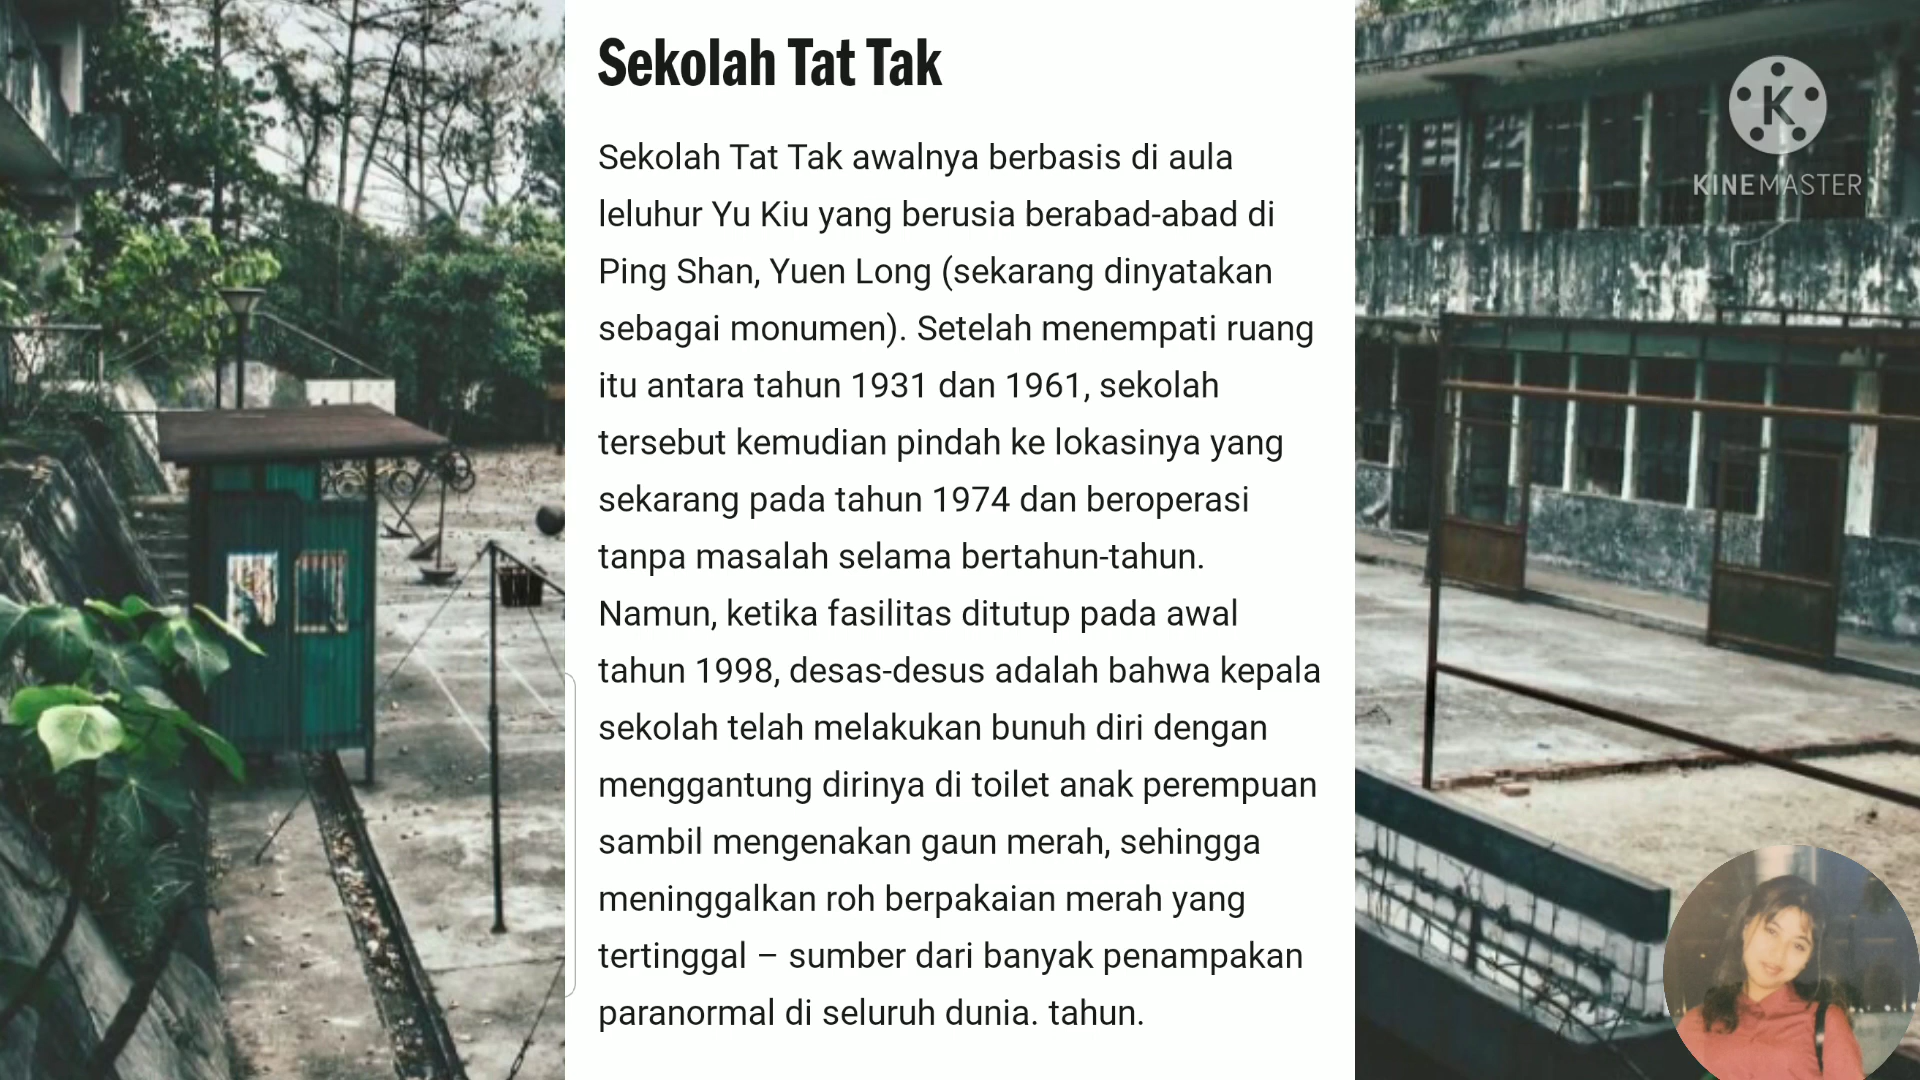 Sekolah Tat Tak
Sekolah Tat Tak awalnya berbasis di aula
leluhur Yu Kiu yang berusia berabad-abad di
Ping Shan, Yuen Long (sekarang dinyatakan
sebagai monumen). Setelah menempati ruang
itu antara tahun 1931 dan 1961, sekolah
tersebut kemudian pindah ke lokasinya yang
sekarang pada tahun 1974 dan beroperasi
tanpa masalah selama bertahun-tahun.
Namun, ketika fasilitas ditutup pada awal
tahun 1998, desas-desus adalah bahwa kepala
sekolah telah melakukan bunuh diri dengan
menggantung dirinya di toilet anak perempuan
sambil mengenakan gaun merah, sehingga
meninggalkan roh berpakaian merah yang
tertinggal – sumber dari banyak penampakan
paranormal di seluruh dunia. tahun.
K
KINEMASTER